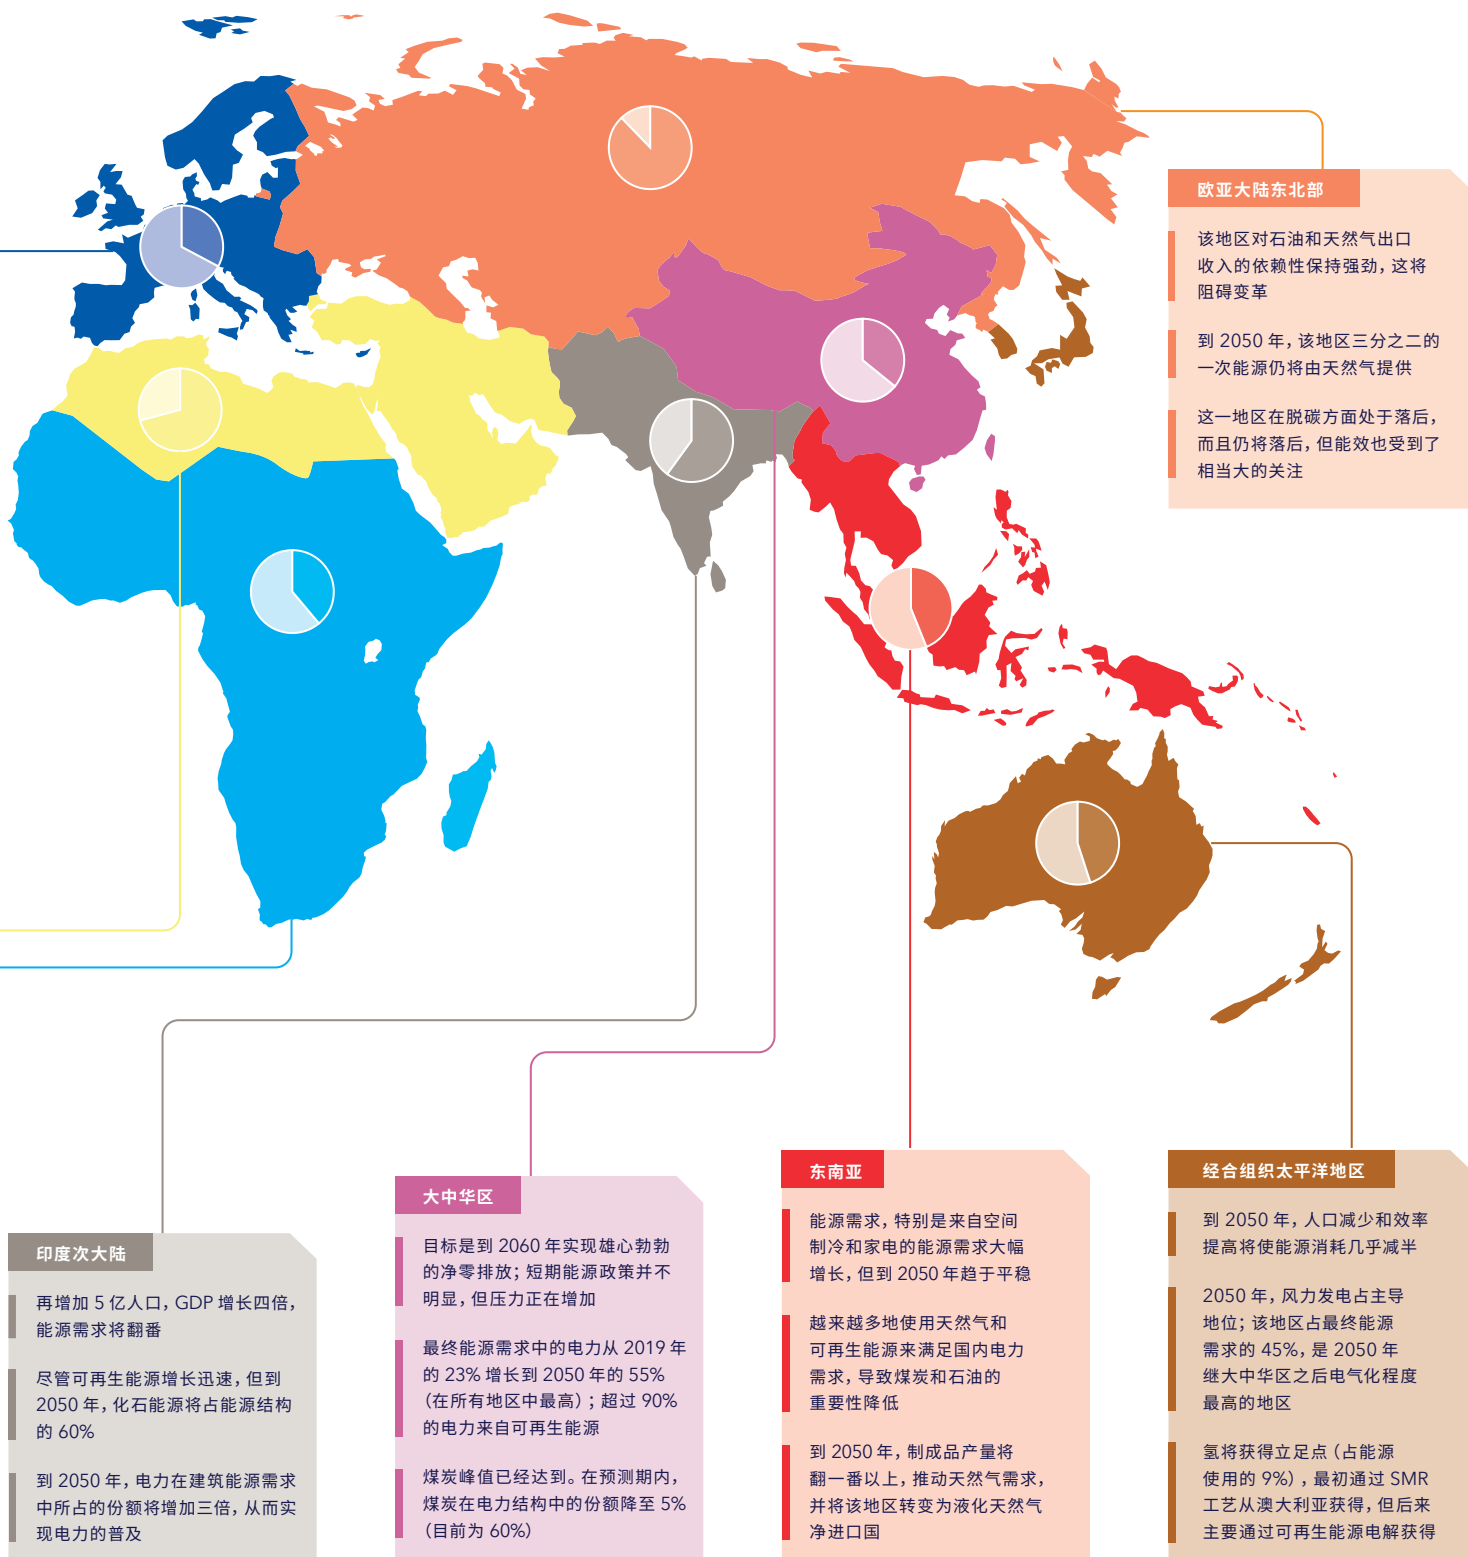 欧亚大陆东北部
该地区对石油和天然气出口
收入的依赖性保持强劲，这将
阻碍变革
到 2050 年，该地区三分之二的
一次能源仍将由天然气提供
这一地区在脱碳方面处于落后，
而且仍将落后，但能效也受到了
相当大的关注
印度次大陆
再增加 5 亿人口，GDP 增长四倍，
能源需求将翻番
尽管可再生能源增长迅速，但到
2050 年，化石能源将占能源结构
的 60%
到 2050 年，电力在建筑能源需求
中所占的份额将增加三倍，从而实
现电力的普及
大中华区
目标是到 2060 年实现雄心勃勃
的净零排放；短期能源政策并不
明显，但压力正在增加
最终能源需求中的电力从 2019 年
的 23% 增长到 2050 年的 55%
（在所有地区中最高）；超过 90%
的电力来自可再生能源
煤炭峰值已经达到。在预测期内，
煤炭在电力结构中的份额降至 5%
（目前为 60%）
东南亚
能源需求，特别是来自空间
制冷和家电的能源需求大幅
增长，但到 2050 年趋于平稳
越来越多地使用天然气和
可再生能源来满足国内电力
需求，导致煤炭和石油的
重要性降低
到 2050 年，制成品产量将
翻一番以上，推动天然气需求，
并将该地区转变为液化天然气
净进口国
经合组织太平洋地区
到 2050 年，人口减少和效率
提高将使能源消耗几乎减半
2050 年，风力发电占主导
地位；该地区占最终能源
需求的 45%，是 2050 年
继大中华区之后电气化程度
最高的地区
氢将获得立足点（占能源
使用的 9%），最初通过 SMR
工艺从澳大利亚获得，但后来
主要通过可再生能源电解获得